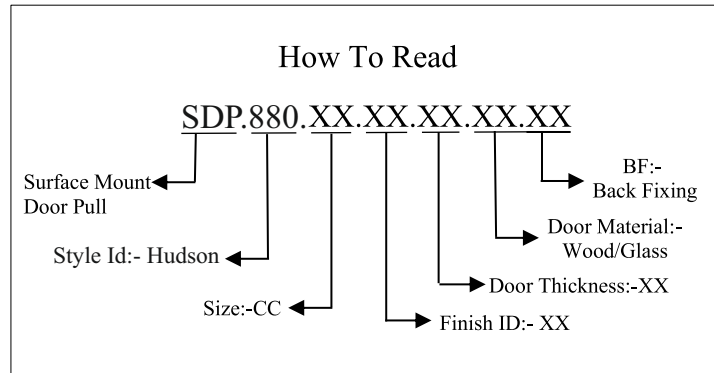 How To Read
SDP.880.XX.XX.XX.XX.XX
Surface Mount
Door Pull
Style Id:- Hudson
Size:-CC
Finish ID:- XX
Door Thickness:-XX
Door Material:-
Wood/Glass
BF:-
Back Fixing